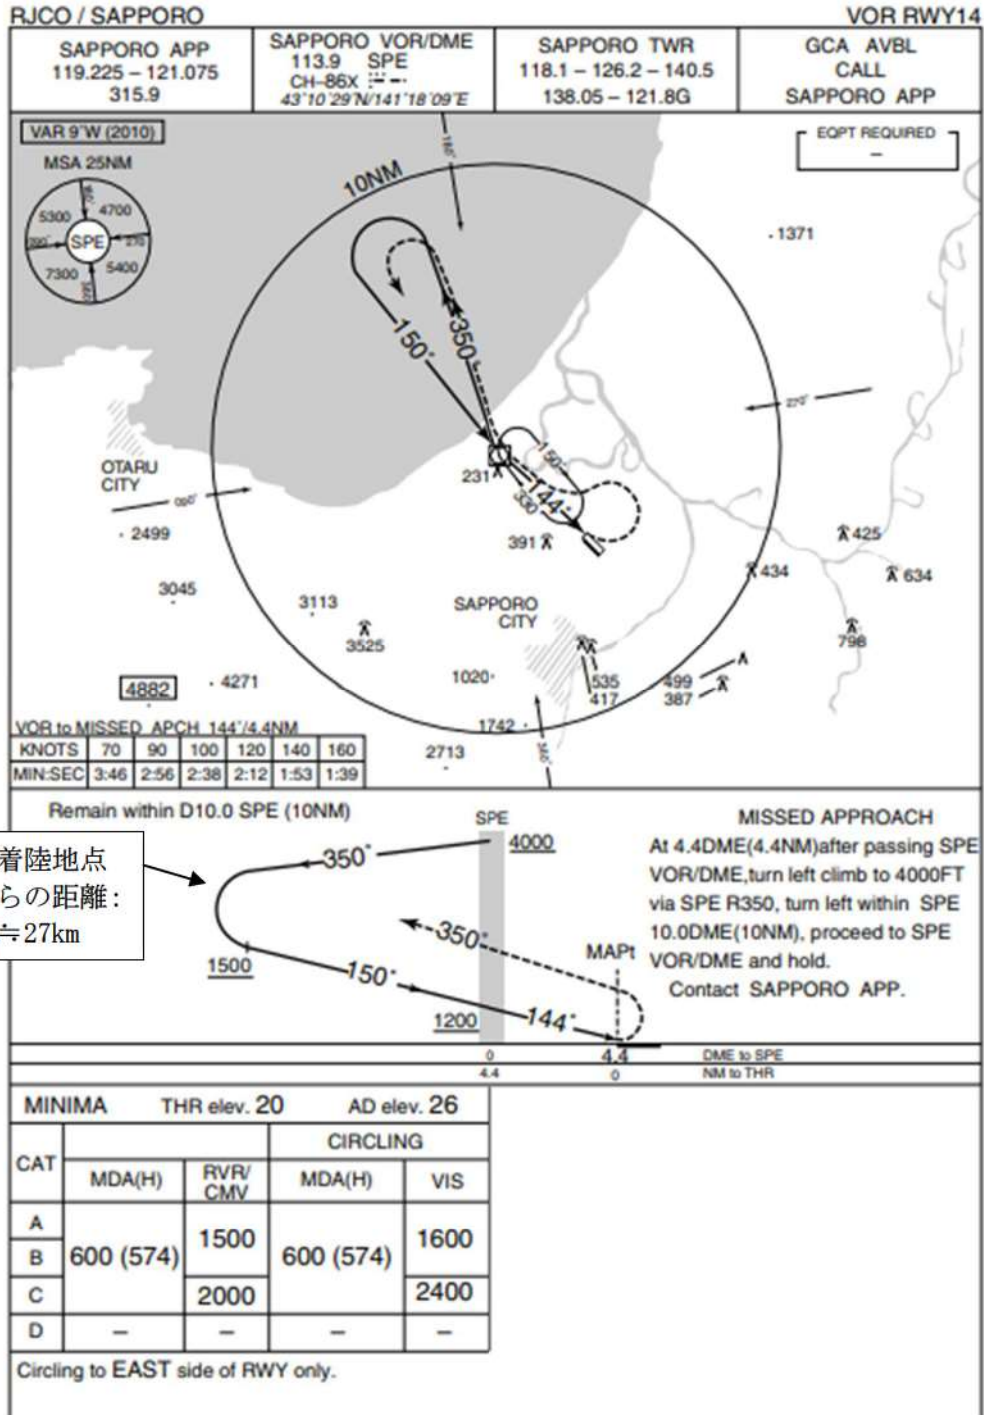 RJCO / SAPPORO
VOR RWY14
SAPPORO APP
119.225 – 121.075
315.9
SAPPORO VOR/DME
113.9 SPE
CH–86X
43°10′29″N/141°18′09″E
SAPPORO TWR
118.1 – 126.2 – 140.5
138.05 – 121.8G
GCA AVBL
CALL
SAPPORO APP
VAR 9°W (2010)
MSA 25NM
5300
4700
SPE
7300
5400
270
EQPT REQUIRED
–
10NM
180°
1371
150°
350°
270°
OTARU
CITY
090°
2499
231
150°
144°
330
391
425
434
634
3045
3113
3525
SAPPORO
CITY
798
4882
4271
1020
535
417
499
387
1742
2713
360°
VOR to MISSED APCH 144°/4.4NM
KNOTS 70 90 100 120 140 160
MIN:SEC 3:46 2:56 2:38 2:12 1:53 1:39
Remain within D10.0 SPE (10NM)
SPE
4000
350°
着陸地点
らの距離：
≒27km
1500
150°
350°
MAPt
1200
144°
MISSED APPROACH
At 4.4DME(4.4NM)after passing SPE
VOR/DME,turn left climb to 4000FT
via SPE R350, turn left within SPE
10.0DME(10NM), proceed to SPE
VOR/DME and hold.
Contact SAPPORO APP.
0 4.4 DME to SPE
4.4 0 NM to THR
MINIMA THR elev. 20 AD elev. 26
CAT
CIRCLING
MDA(H) RVR/CMV MDA(H) VIS
A
B
600 (574) 1500 600 (574) 1600
C 2000 2400
D – – – –
Circling to EAST side of RWY only.